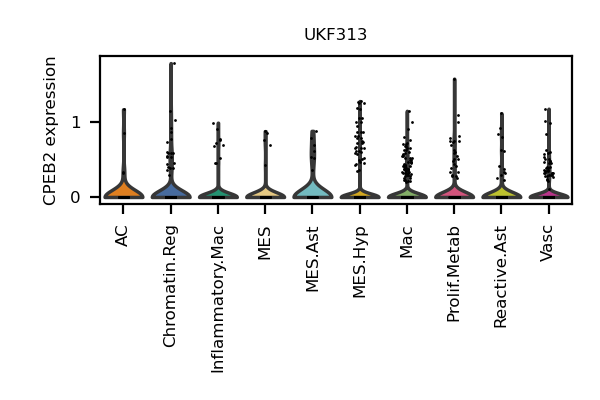 UKF313
CPEB2 expression
1
0
AC
Chromatin.Reg
Inflammatory.Mac
MES
MES.Ast
MES.Hyp
Mac
Prolif.Metab
Reactive.Ast
Vasc